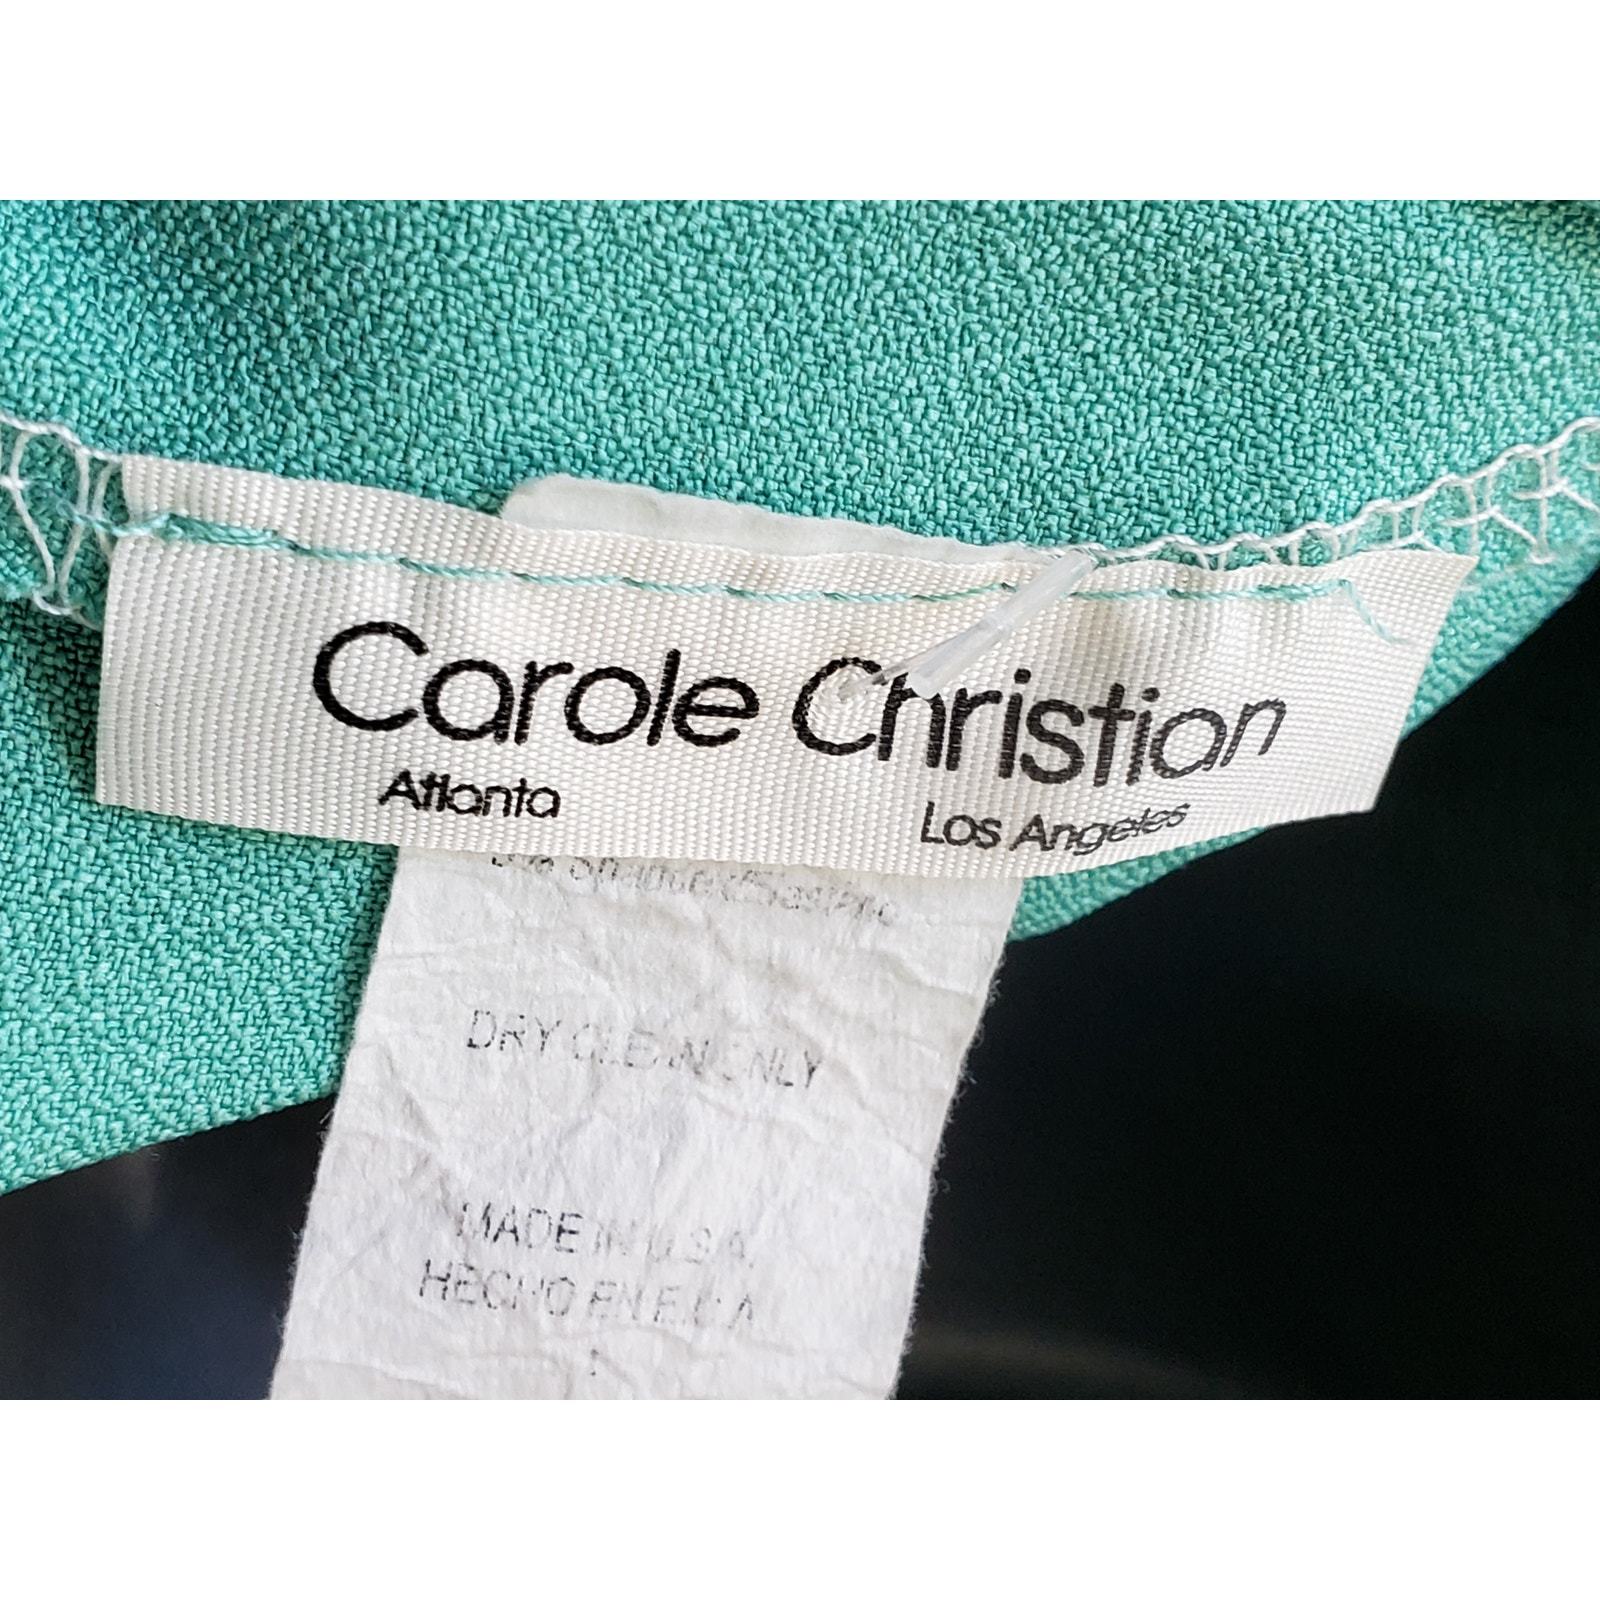 Carole Christian
Atlanta Los Angeles
DRY CLEAN ONLY
MADE IN U.S.A.
HECHO EN E.U.A